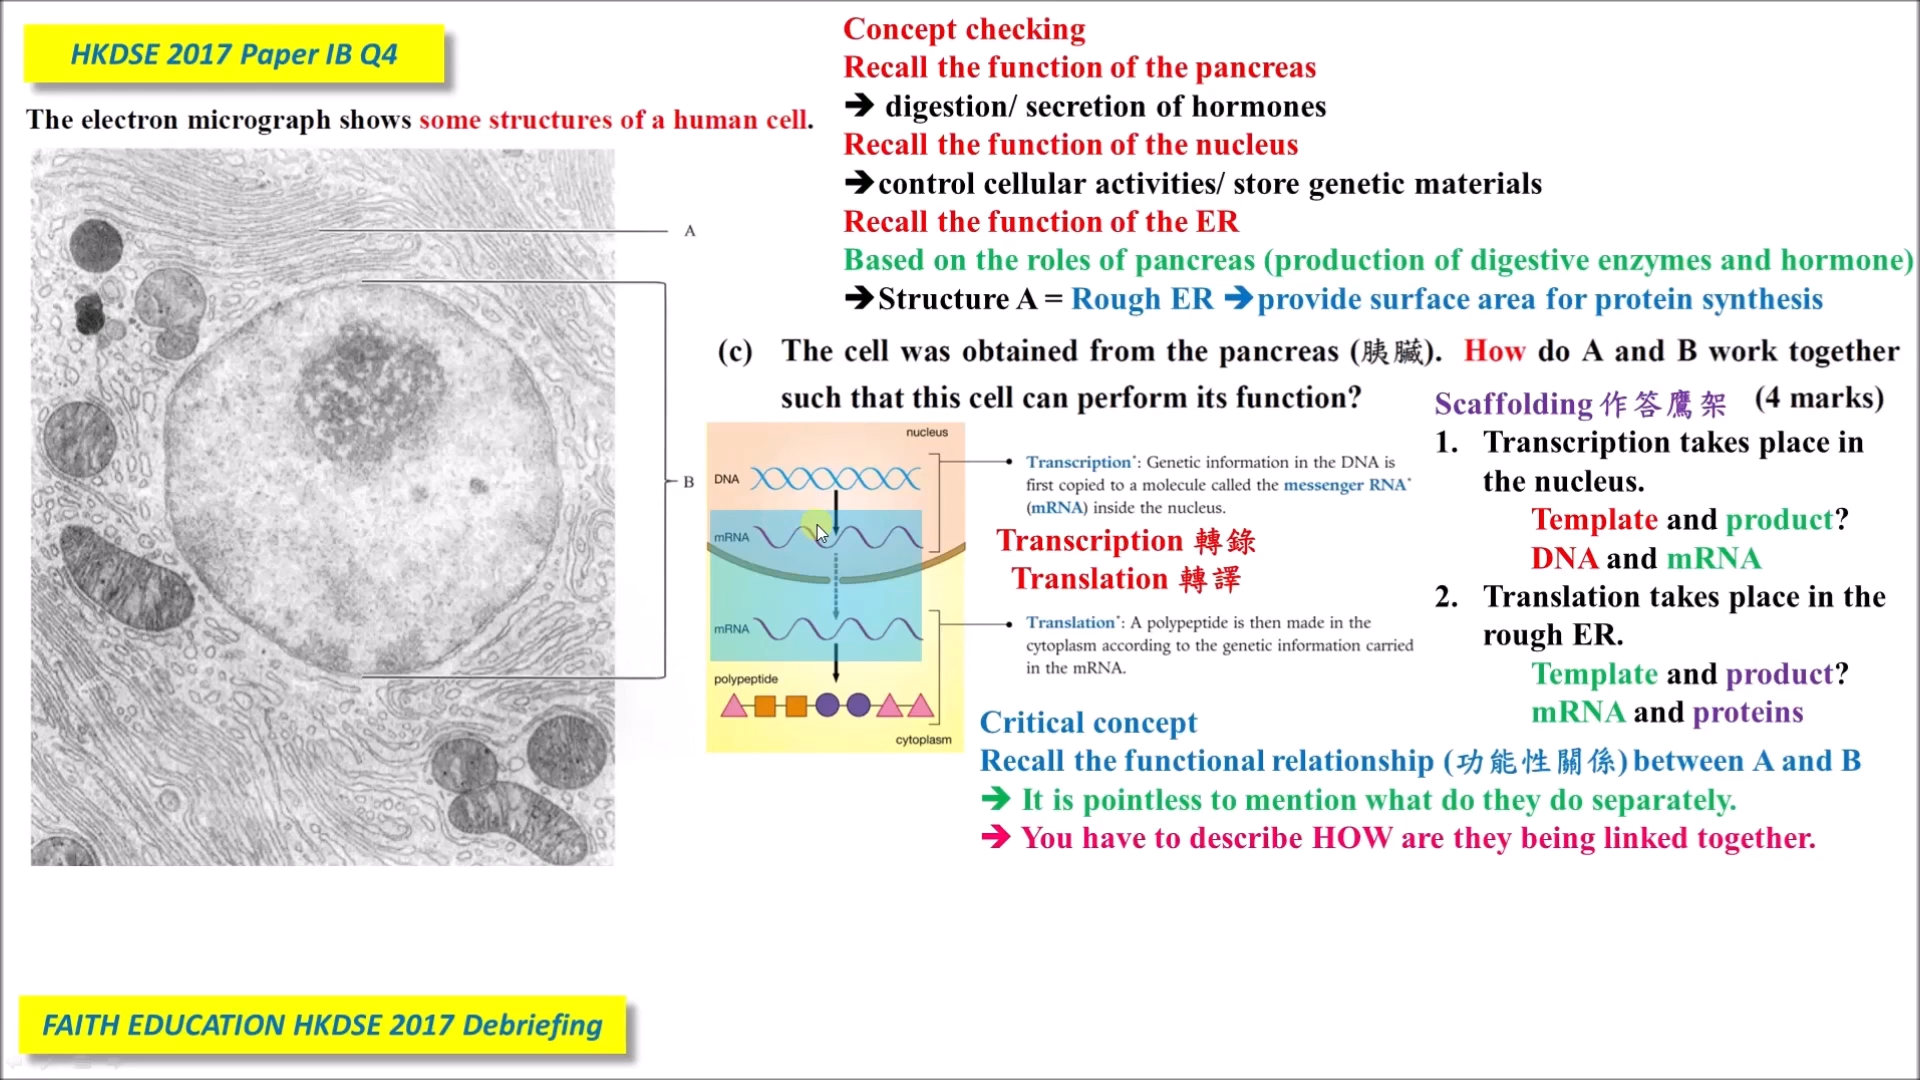 HKDSE 2017 Paper IB Q4
The electron micrograph shows some structures of a human cell.
A
B
Concept checking
Recall the function of the pancreas
➔ digestion/ secretion of hormones
Recall the function of the nucleus
➔control cellular activities/ store genetic materials
Recall the function of the ER
Based on the roles of pancreas (production of digestive enzymes and hormone)
➔Structure A = Rough ER ➔provide surface area for protein synthesis
(c) The cell was obtained from the pancreas (胰臟). How do A and B work together
such that this cell can perform its function?
(4 marks)
nucleus
DNA
mRNA
mRNA
polypeptide
cytoplasm
Transcription*: Genetic information in the DNA is
first copied to a molecule called the messenger RNA*
(mRNA) inside the nucleus.
Transcription 轉錄
Translation 轉譯
Translation*: A polypeptide is then made in the
cytoplasm according to the genetic information carried
in the mRNA.
Scaffolding 作答鷹架
1. Transcription takes place in
the nucleus.
Template and product?
DNA and mRNA
2. Translation takes place in the
rough ER.
Template and product?
mRNA and proteins
Critical concept
Recall the functional relationship (功能性關係) between A and B
➔ It is pointless to mention what do they do separately.
➔ You have to describe HOW are they being linked together.
FAITH EDUCATION HKDSE 2017 Debriefing